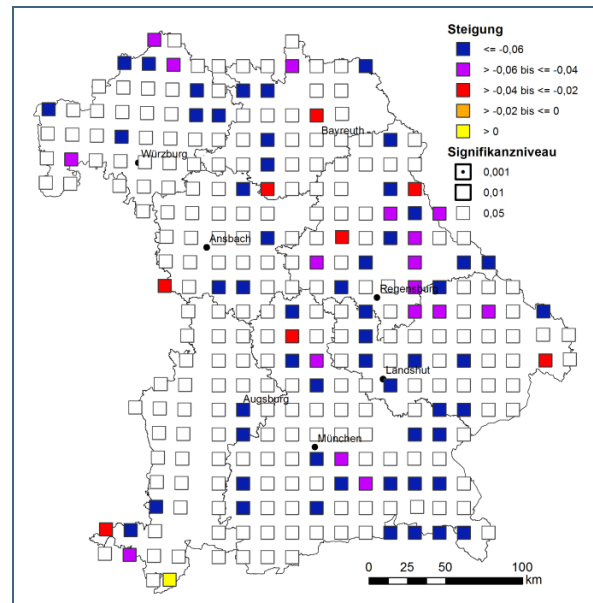 Steigung
<= -0,06
> -0,06 bis <= -0,04
> -0,04 bis <= -0,02
> -0,02 bis <= 0
> 0
Signifikanzniveau
0,001
0,01
0,05
Bayreuth
Würzburg
Ansbach
Regensburg
Landshut
Augsburg
München
0 25 50 100
km